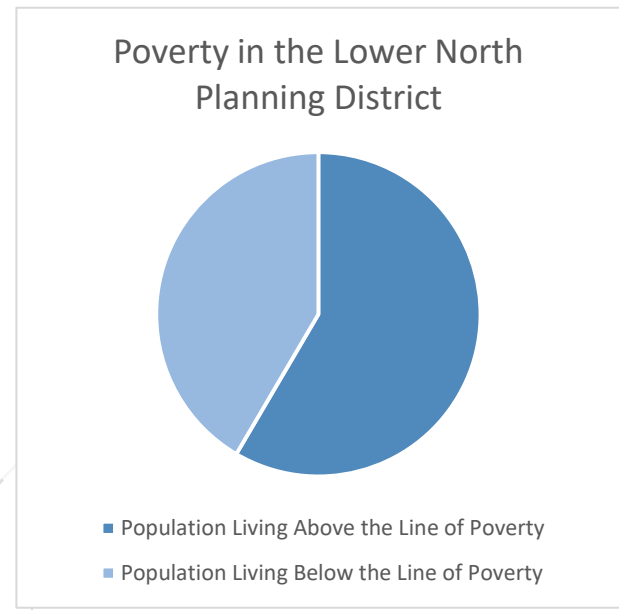 Poverty in the Lower North
Planning District
Population Living Above the Line of Poverty
Population Living Below the Line of Poverty